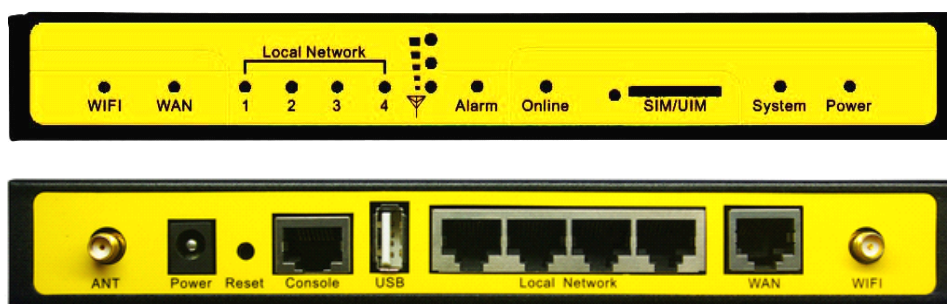 Local Network
WIFI WAN 1 2 3 4 Alarm Online SIM/UIM System Power
ANT Power Reset Console USB Local Network WAN WIFI